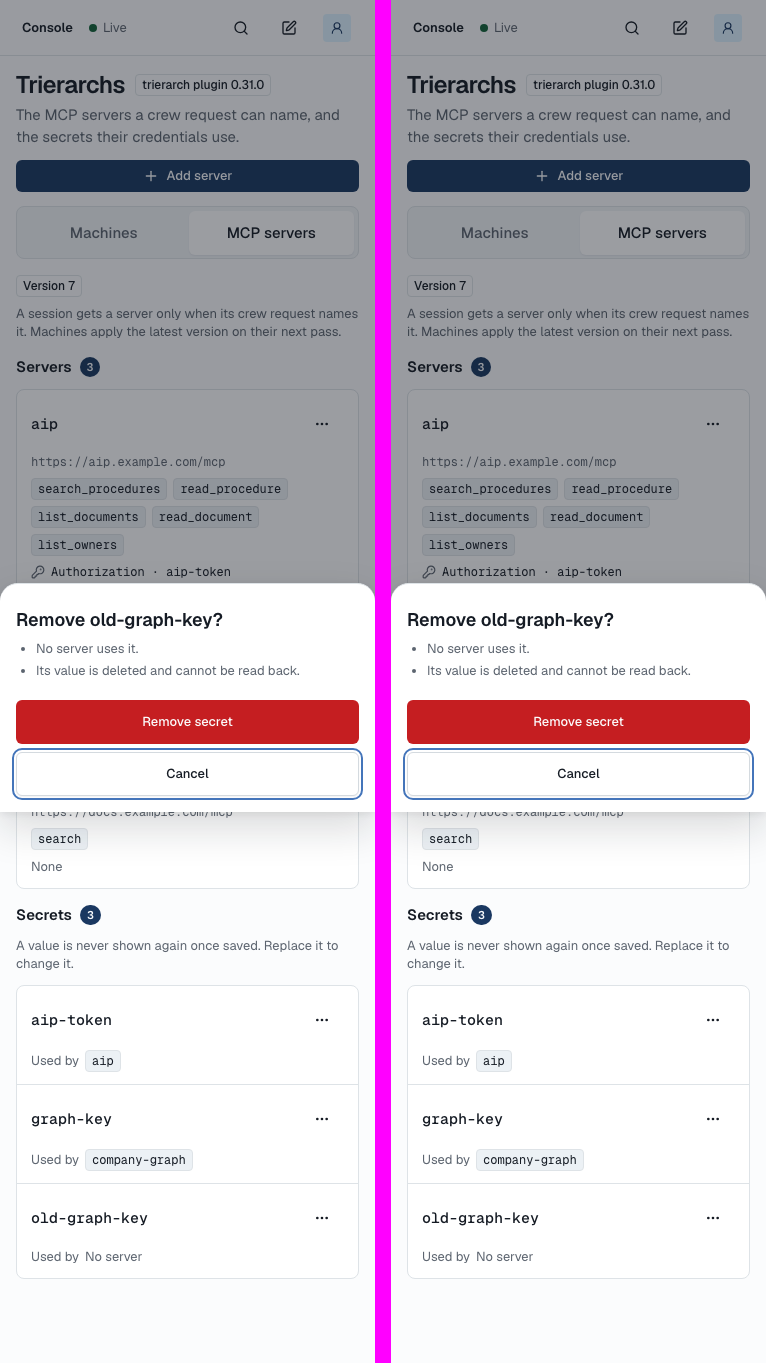 Console Live
Trierarchs trierarch plugin 0.31.0
The MCP servers a crew request can name, and
the secrets their credentials use.
Add server
Machines MCP servers
Version 7
A session gets a server only when its crew request names
it. Machines apply the latest version on their next pass.
Servers 3
aip
https://aip.example.com/mcp
search_procedures read_procedure
list_documents read_document
list_owners
Authorization · aip-token
Remove old-graph-key?
• No server uses it.
• Its value is deleted and cannot be read back.
Remove secret
Cancel
https://docs.example.com/mcp
search
None
Secrets 3
A value is never shown again once saved. Replace it to
change it.
aip-token
Used by aip
graph-key
Used by company-graph
old-graph-key
Used by No server
Console Live
Trierarchs trierarch plugin 0.31.0
The MCP servers a crew request can name, and
the secrets their credentials use.
Add server
Machines MCP servers
Version 7
A session gets a server only when its crew request names
it. Machines apply the latest version on their next pass.
Servers 3
aip
https://aip.example.com/mcp
search_procedures read_procedure
list_documents read_document
list_owners
Authorization · aip-token
Remove old-graph-key?
• No server uses it.
• Its value is deleted and cannot be read back.
Remove secret
Cancel
https://docs.example.com/mcp
search
None
Secrets 3
A value is never shown again once saved. Replace it to
change it.
aip-token
Used by aip
graph-key
Used by company-graph
old-graph-key
Used by No server